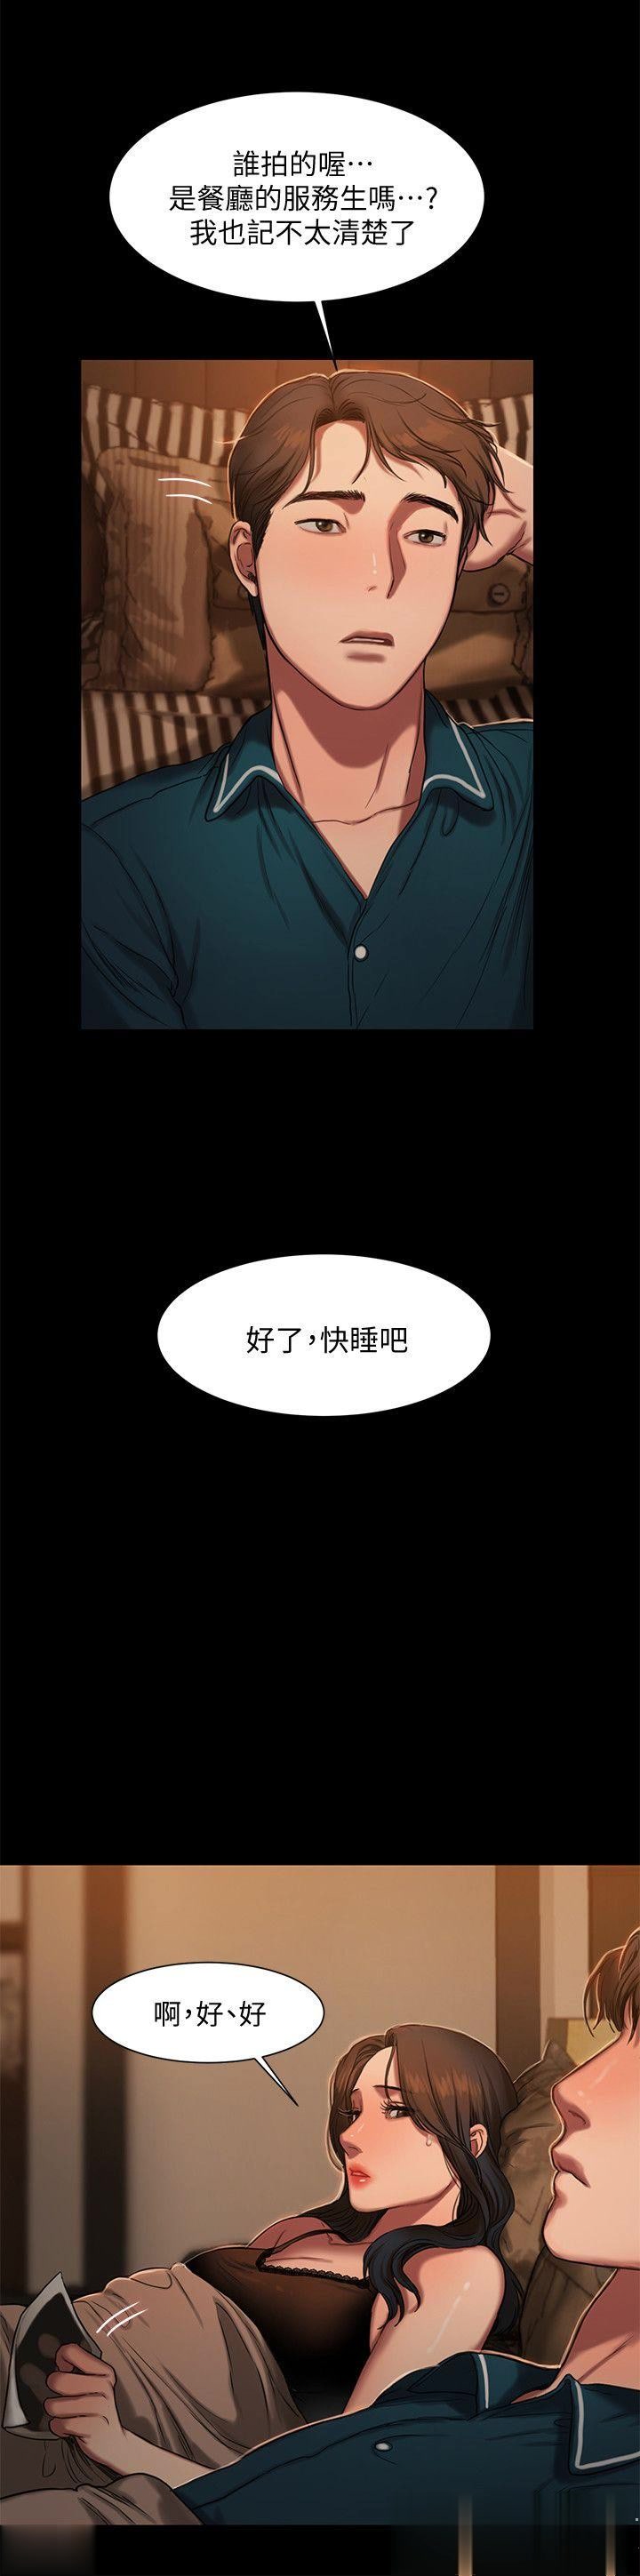 誰拍的喔⋯
是餐廳的服務生嗎⋯?
我也記不太清楚了
好了,快睡吧
啊,好、好